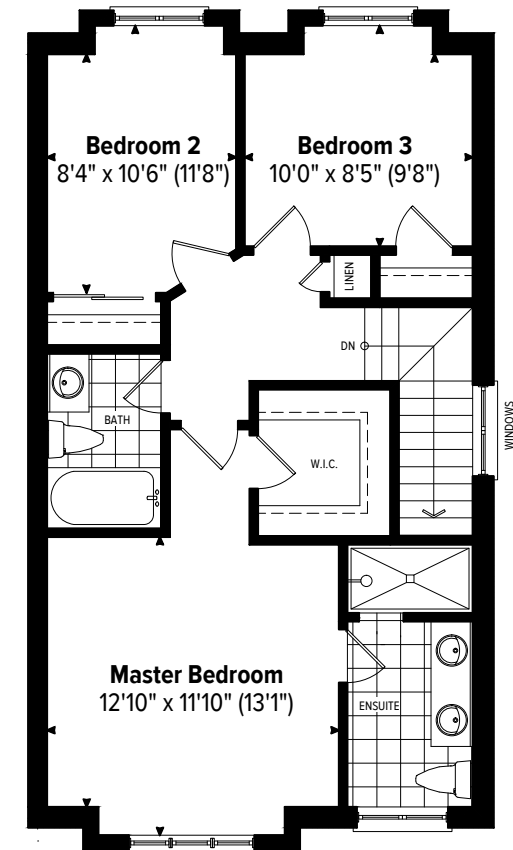 Bedroom 2
8'4" x 10'6" (11'8")
Bedroom 3
10'0" x 8'5" (9'8")
LINEN
DN
WINDOWS
BATH
W.I.C.
Master Bedroom
12'10" x 11'10" (13'1")
ENSUITE